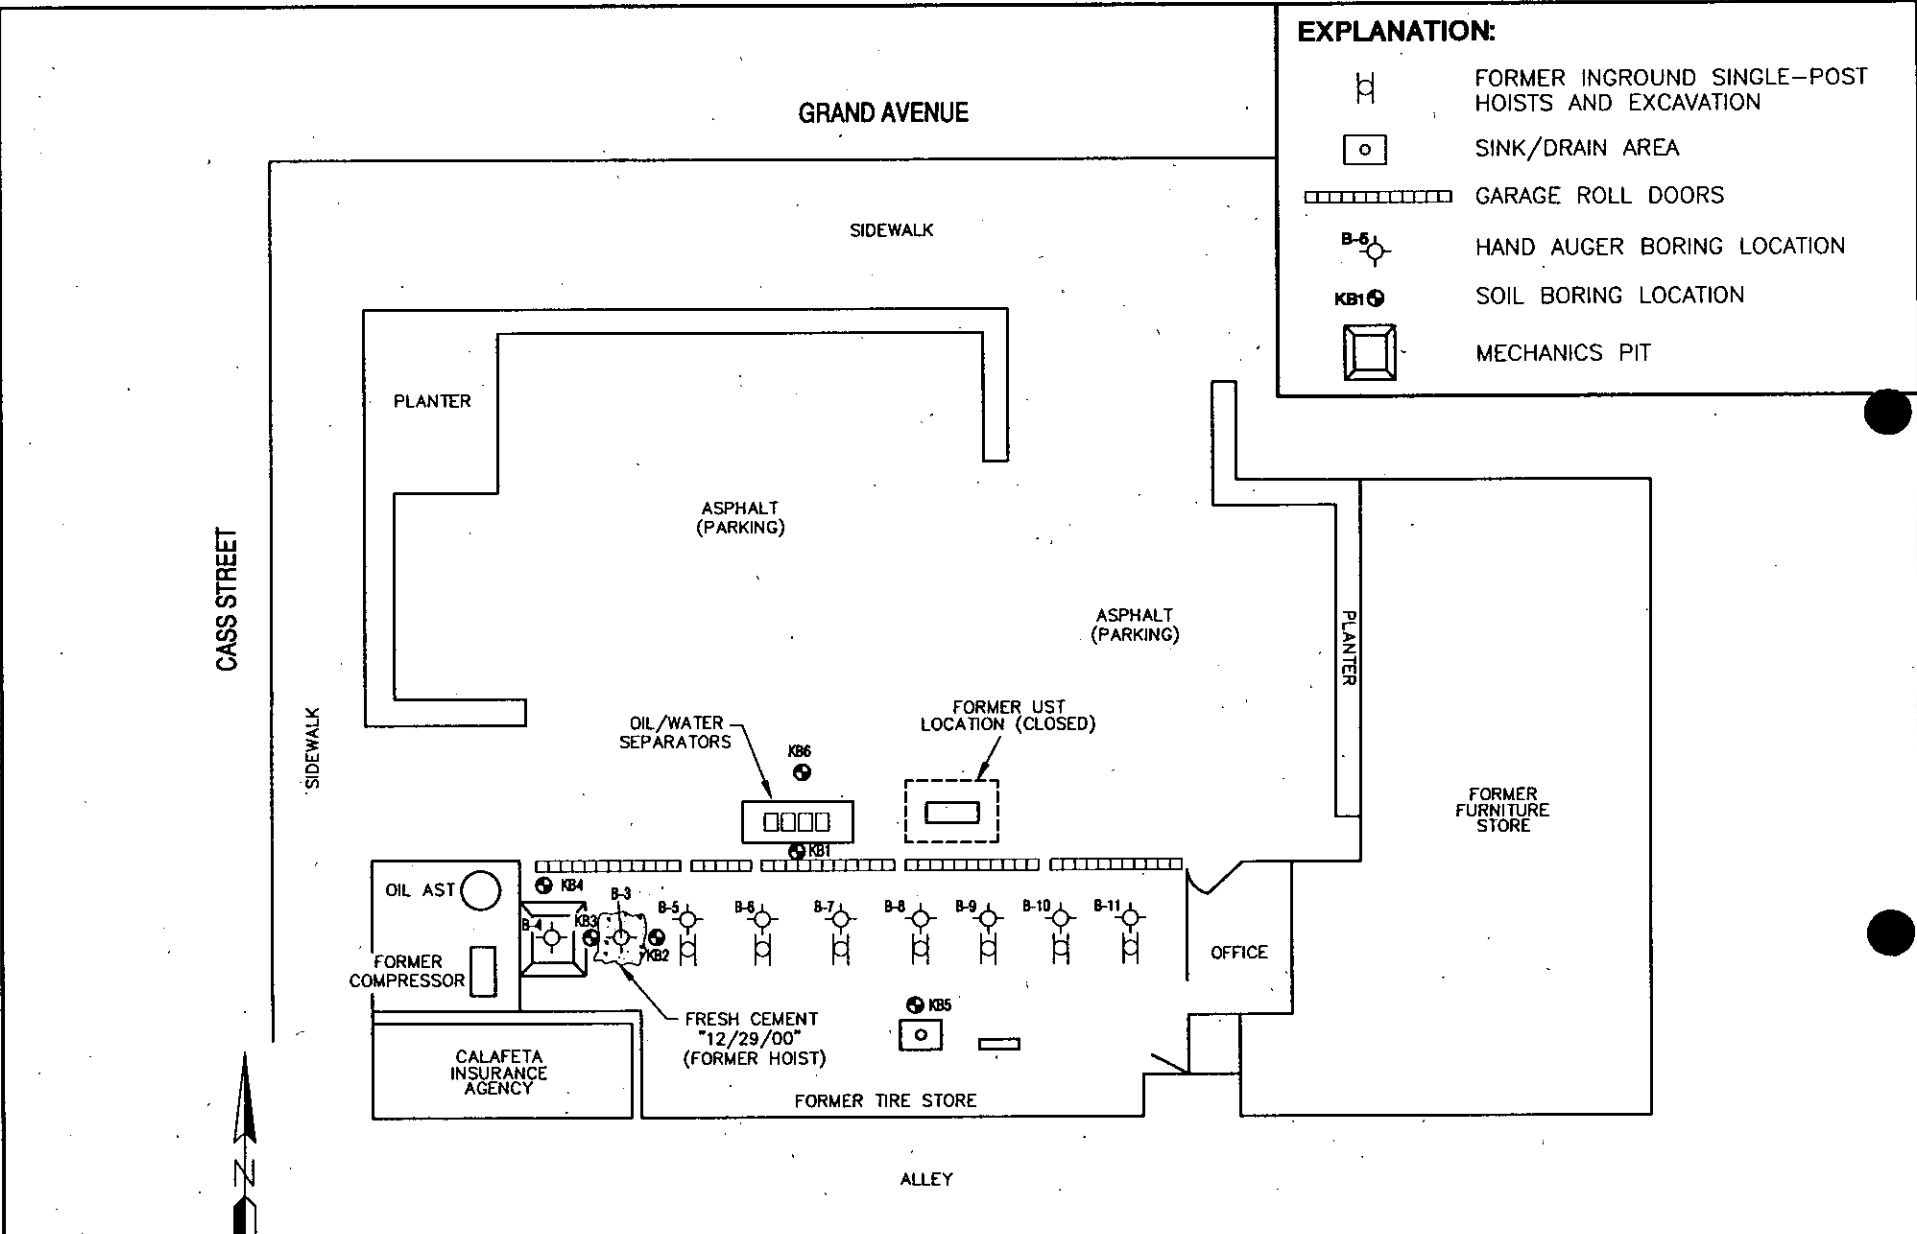 EXPLANATION:
FORMER INGROUND SINGLE-POST
HOISTS AND EXCAVATION
SINK/DRAIN AREA
GARAGE ROLL DOORS
B-5
HAND AUGER BORING LOCATION
KB1
SOIL BORING LOCATION
MECHANICS PIT
GRAND AVENUE
SIDEWALK
PLANTER
ASPHALT
(PARKING)
CASS STREET
ASPHALT
(PARKING)
PLANTER
SIDEWALK
OIL/WATER
SEPARATORS
KB6
FORMER UST
LOCATION (CLOSED)
FORMER
FURNITURE
STORE
KB1
OIL AST
KB4
B-3
B-5
B-6
B-7
B-8
B-9
B-10
B-11
B-4
KB3
KB2
OFFICE
FORMER
COMPRESSOR
KB5
FRESH CEMENT
"12/29/00"
(FORMER HOIST)
CALAFETA
INSURANCE
AGENCY
FORMER TIRE STORE
ALLEY
N